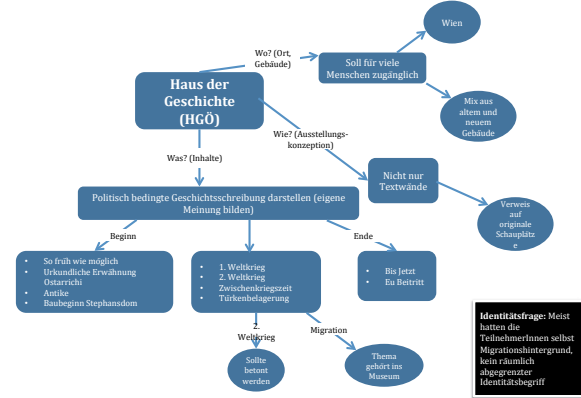 Wien
Wo? (Ort,
Gebäude)
Soll für viele
Menschen zugänglich
Haus der
Geschichte
(HGÖ)
Mix aus
altem und
neuem
Gebäude
Wie? (Ausstellungs-
konzeption)
Was? (Inhalte)
Nicht nur
Textwände
Politisch bedingte Geschichtsschreibung darstellen (eigene
Meinung bilden)
Verweis
auf
originale
Schauplätz
e
Beginn
Ende
• So früh wie möglich
• Urkundliche Erwähnung
Ostarrichi
• Antike
• Baubeginn Stephansdom
• 1. Weltkrieg
• 2. Weltkrieg
• Zwischenkriegszeit
• Türkenbelagerung
• Bis Jetzt
• Eu Beitritt
2.
Weltkrieg
Migration
Sollte
betont
werden
Thema
gehört ins
Museum
Identitätsfrage: Meist
hatten die
TeilnehmerInnen selbst
Migrationshintergrund,
kein räumlich
abgegrenzter
Identitätsbegriff